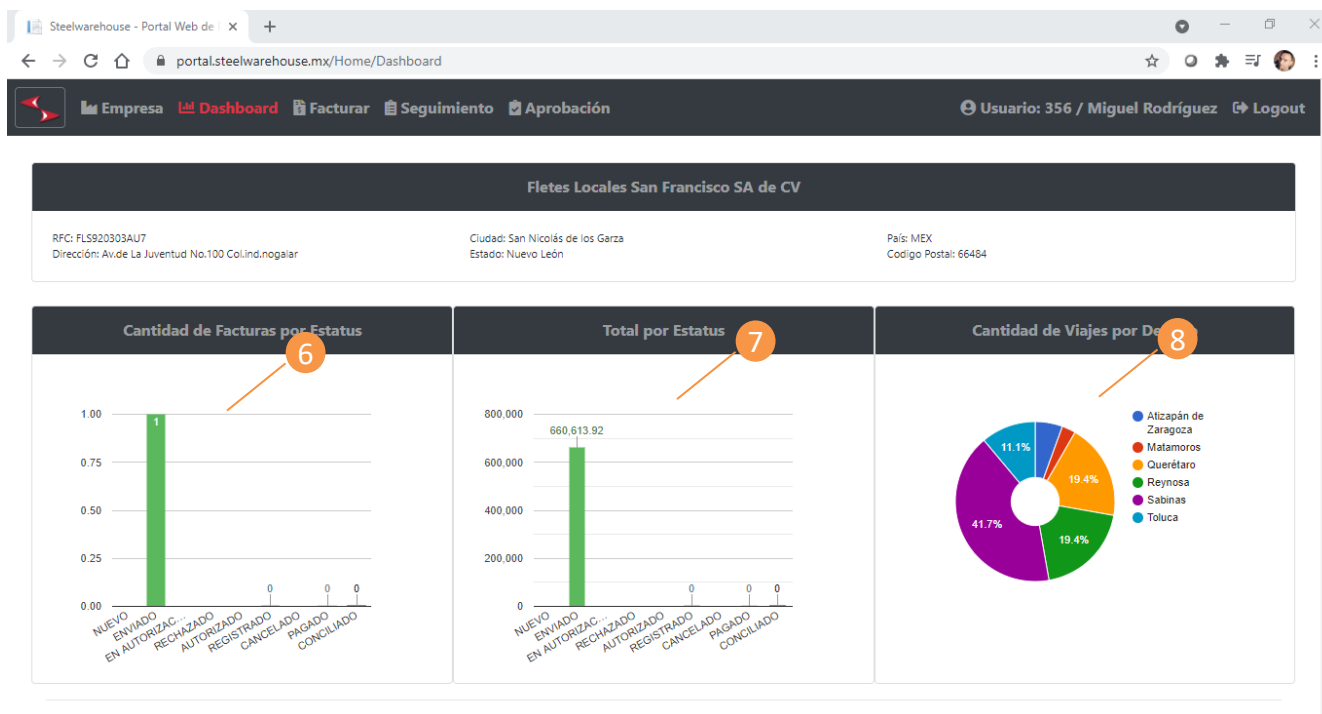 Steelwarehouse - Portal Web de
portal.steelwarehouse.mx/Home/Dashboard
Empresa Dashboard Facturar Seguimiento Aprobación Usuario: 356 / Miguel Rodríguez Logout
Fletes Locales San Francisco SA de CV
RFC: FLS920303AU7 Ciudad: San Nicolás de los Garza País: MEX
Dirección: Av.de La Juventud No.100 Col.ind.nogalar Estado: Nuevo León Codigo Postal: 66484
Cantidad de Facturas por Estatus
6
1.00
0.75
0.50
0.25
0.00
1
0 0 0
NUEVO
ENVIADO
EN AUTORIZAC...
RECHAZADO
AUTORIZADO
REGISTRADO
CANCELADO
PAGADO
CONCILIADO
Total por Estatus
7
800,000
600,000
400,000
200,000
0
660,613.92
0 0 0
NUEVO
ENVIADO
EN AUTORIZAC...
RECHAZADO
AUTORIZADO
REGISTRADO
CANCELADO
PAGADO
CONCILIADO
Cantidad de Viajes por
8
11.1%
19.4%
19.4%
41.7%
Atizapán de
Zaragoza
Matamoros
Querétaro
Reynosa
Sabinas
Toluca